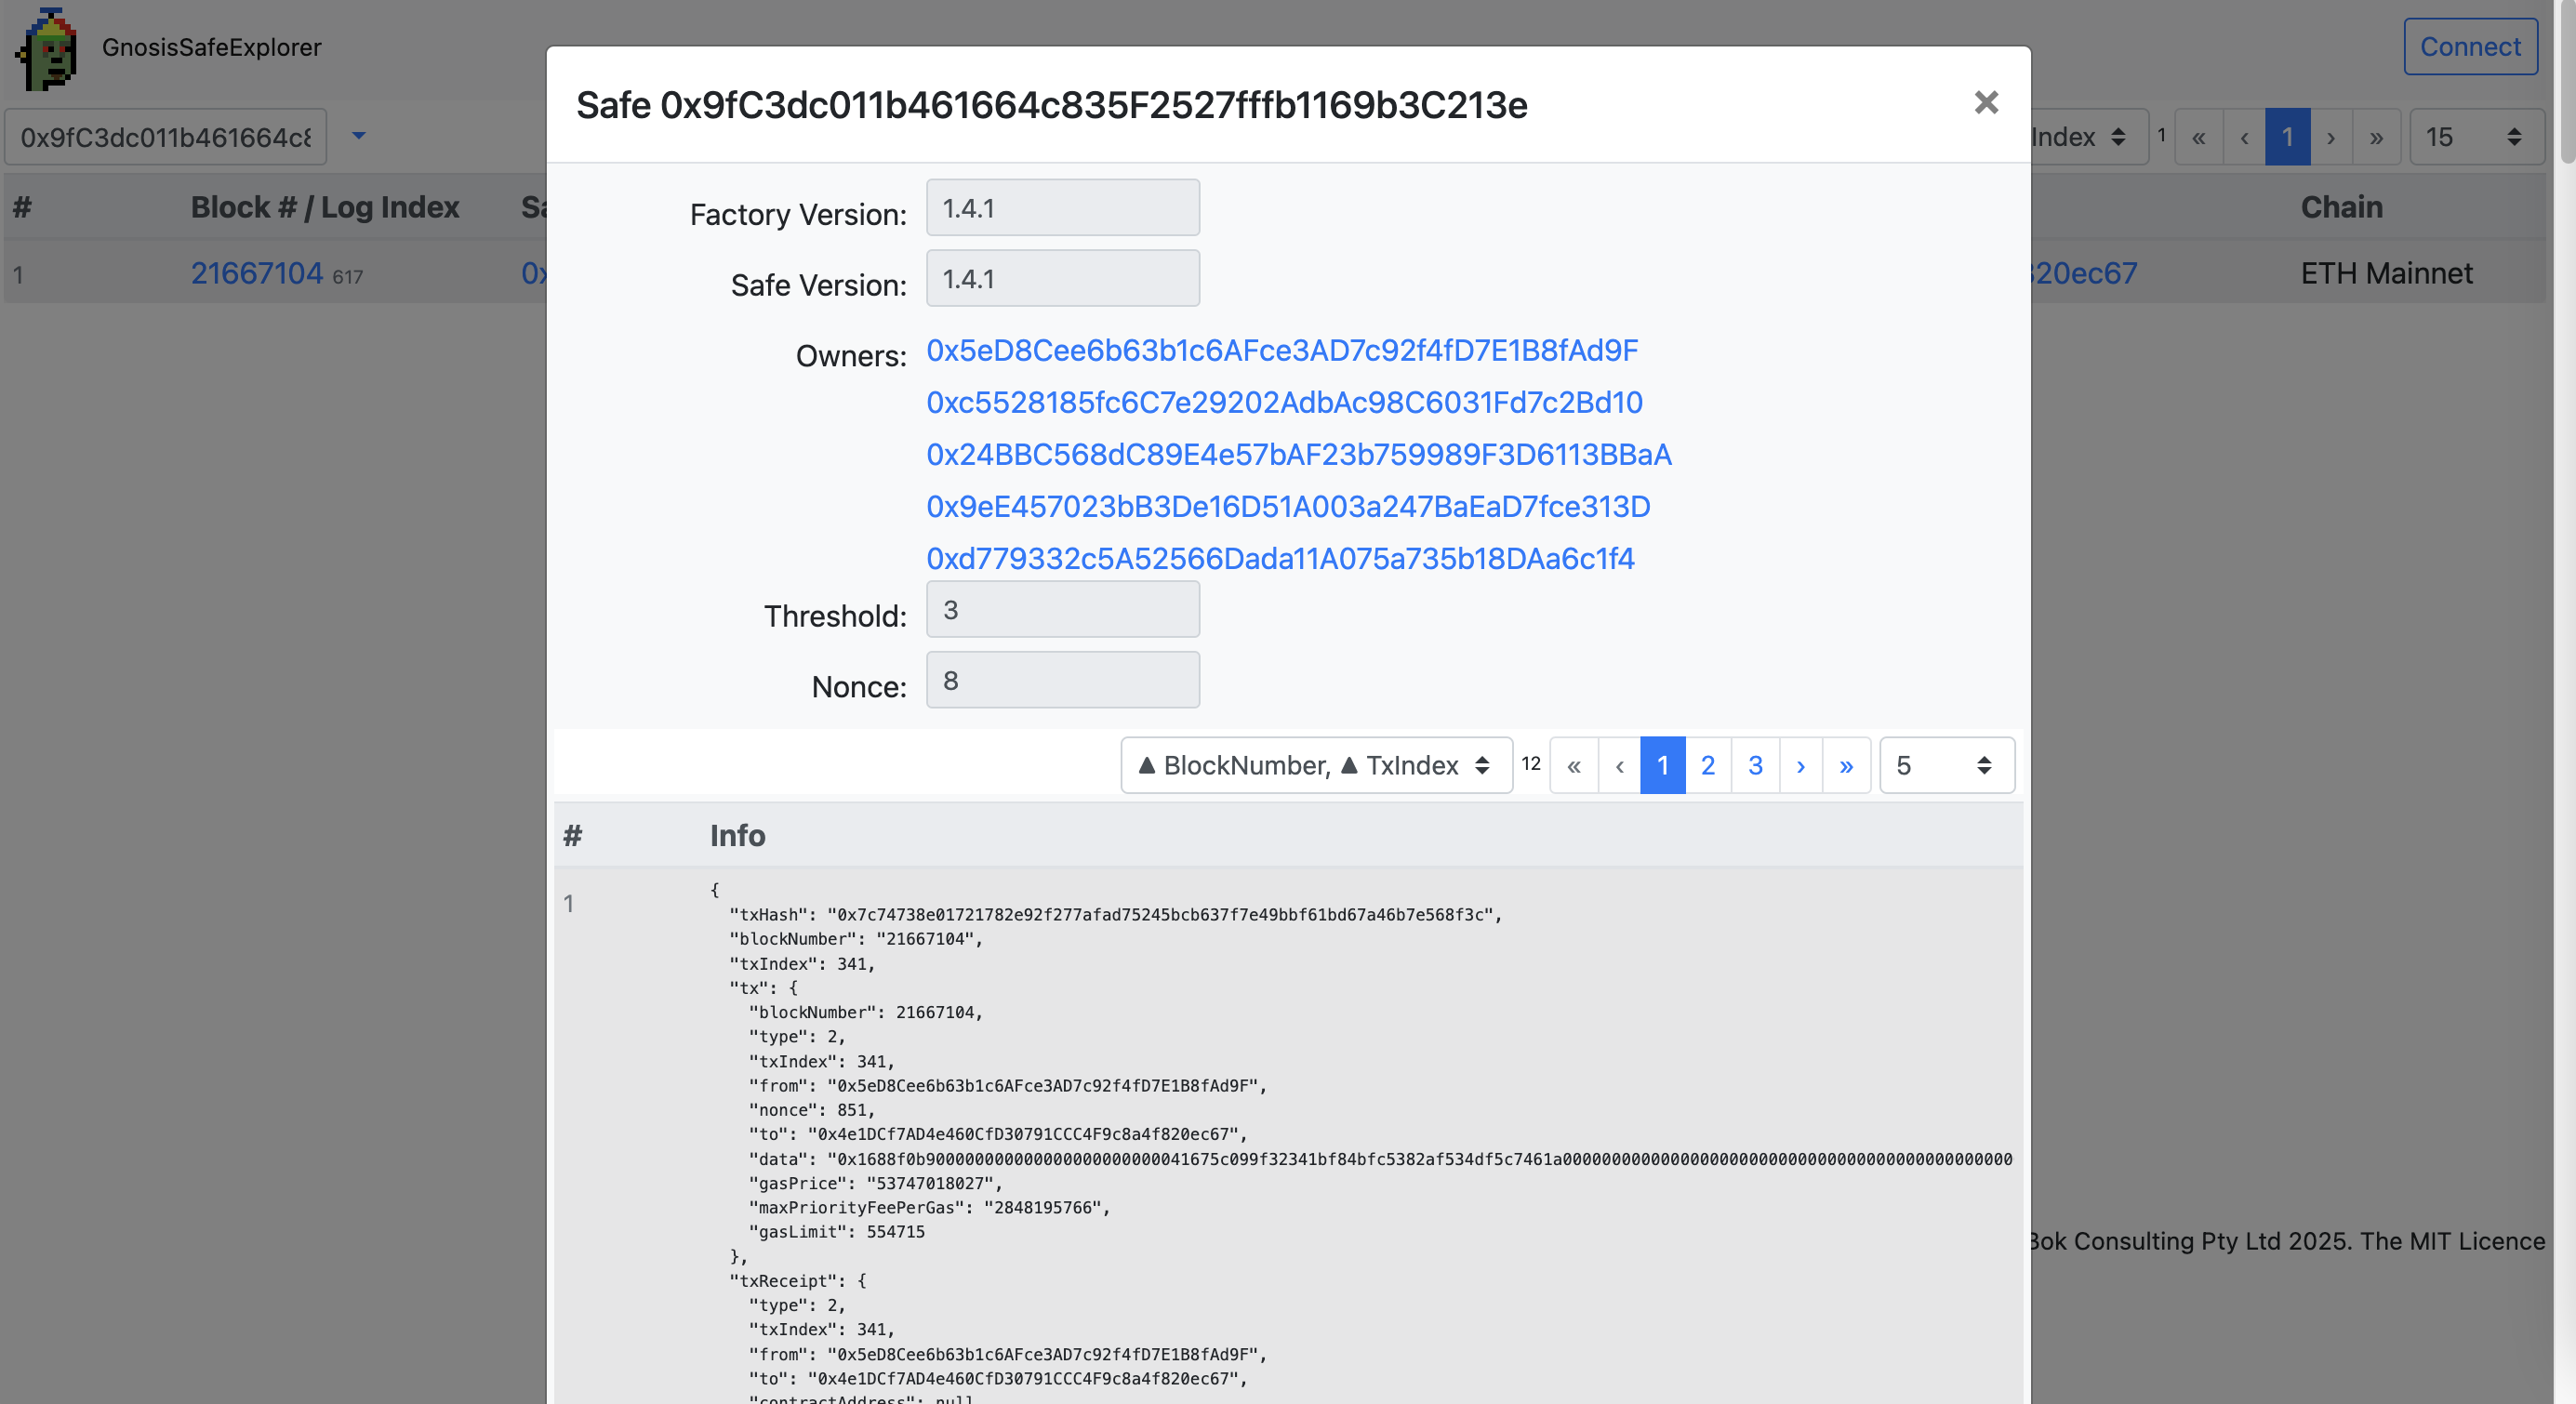 GnosisSafeExplorer
Connect
Safe 0x9fC3dc011b461664c835F2527fffb1169b3C213e
×
0x9fC3dc011b461664c8
Index
1
«
‹
1
›
»
15
#
Block # / Log Index
Sa
Chain
1
21667104 617
0x
320ec67
ETH Mainnet
Factory Version:
1.4.1
Safe Version:
1.4.1
Owners:
0x5eD8Cee6b63b1c6AFce3AD7c92f4fD7E1B8fAd9F
0xc5528185fc6C7e29202AdbAc98C6031Fd7c2Bd10
0x24BBC568dC89E4e57bAF23b759989F3D6113BBaA
0x9eE457023bB3De16D51A003a247BaEaD7fce313D
0xd779332c5A52566Dada11A075a735b18DAa6c1f4
Threshold:
3
Nonce:
8
▲ BlockNumber, ▲ TxIndex
12
«
‹
1
2
3
›
»
5
#
Info
1
{
"txHash": "0x7c74738e01721782e92f277afad75245bcb637f7e49bbf61bd67a46b7e568f3c",
"blockNumber": "21667104",
"txIndex": 341,
"tx": {
"blockNumber": 21667104,
"type": 2,
"txIndex": 341,
"from": "0x5eD8Cee6b63b1c6AFce3AD7c92f4fD7E1B8fAd9F",
"nonce": 851,
"to": "0x4e1DCf7AD4e460CfD30791CCC4F9c8a4f820ec67",
"data": "0x1688f0b900000000000000000000000041675c099f32341bf84bfc5382af534df5c7461a0000000000000000000000000000000000000000000000
"gasPrice": "53747018027",
"maxPriorityFeePerGas": "2848195766",
"gasLimit": 554715
},
"txReceipt": {
"type": 2,
"txIndex": 341,
"from": "0x5eD8Cee6b63b1c6AFce3AD7c92f4fD7E1B8fAd9F",
"to": "0x4e1DCf7AD4e460CfD30791CCC4F9c8a4f820ec67",
"contractAddress": null
Bok Consulting Pty Ltd 2025. The MIT Licence